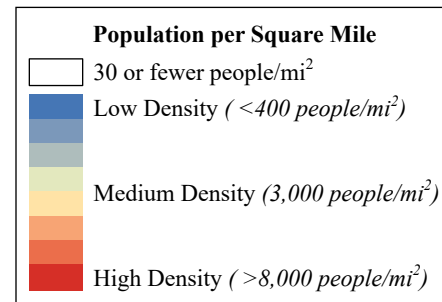 Population per Square Mile
30 or fewer people/mi²
Low Density ( <400 people/mi²)
Medium Density (3,000 people/mi²)
High Density ( >8,000 people/mi²)